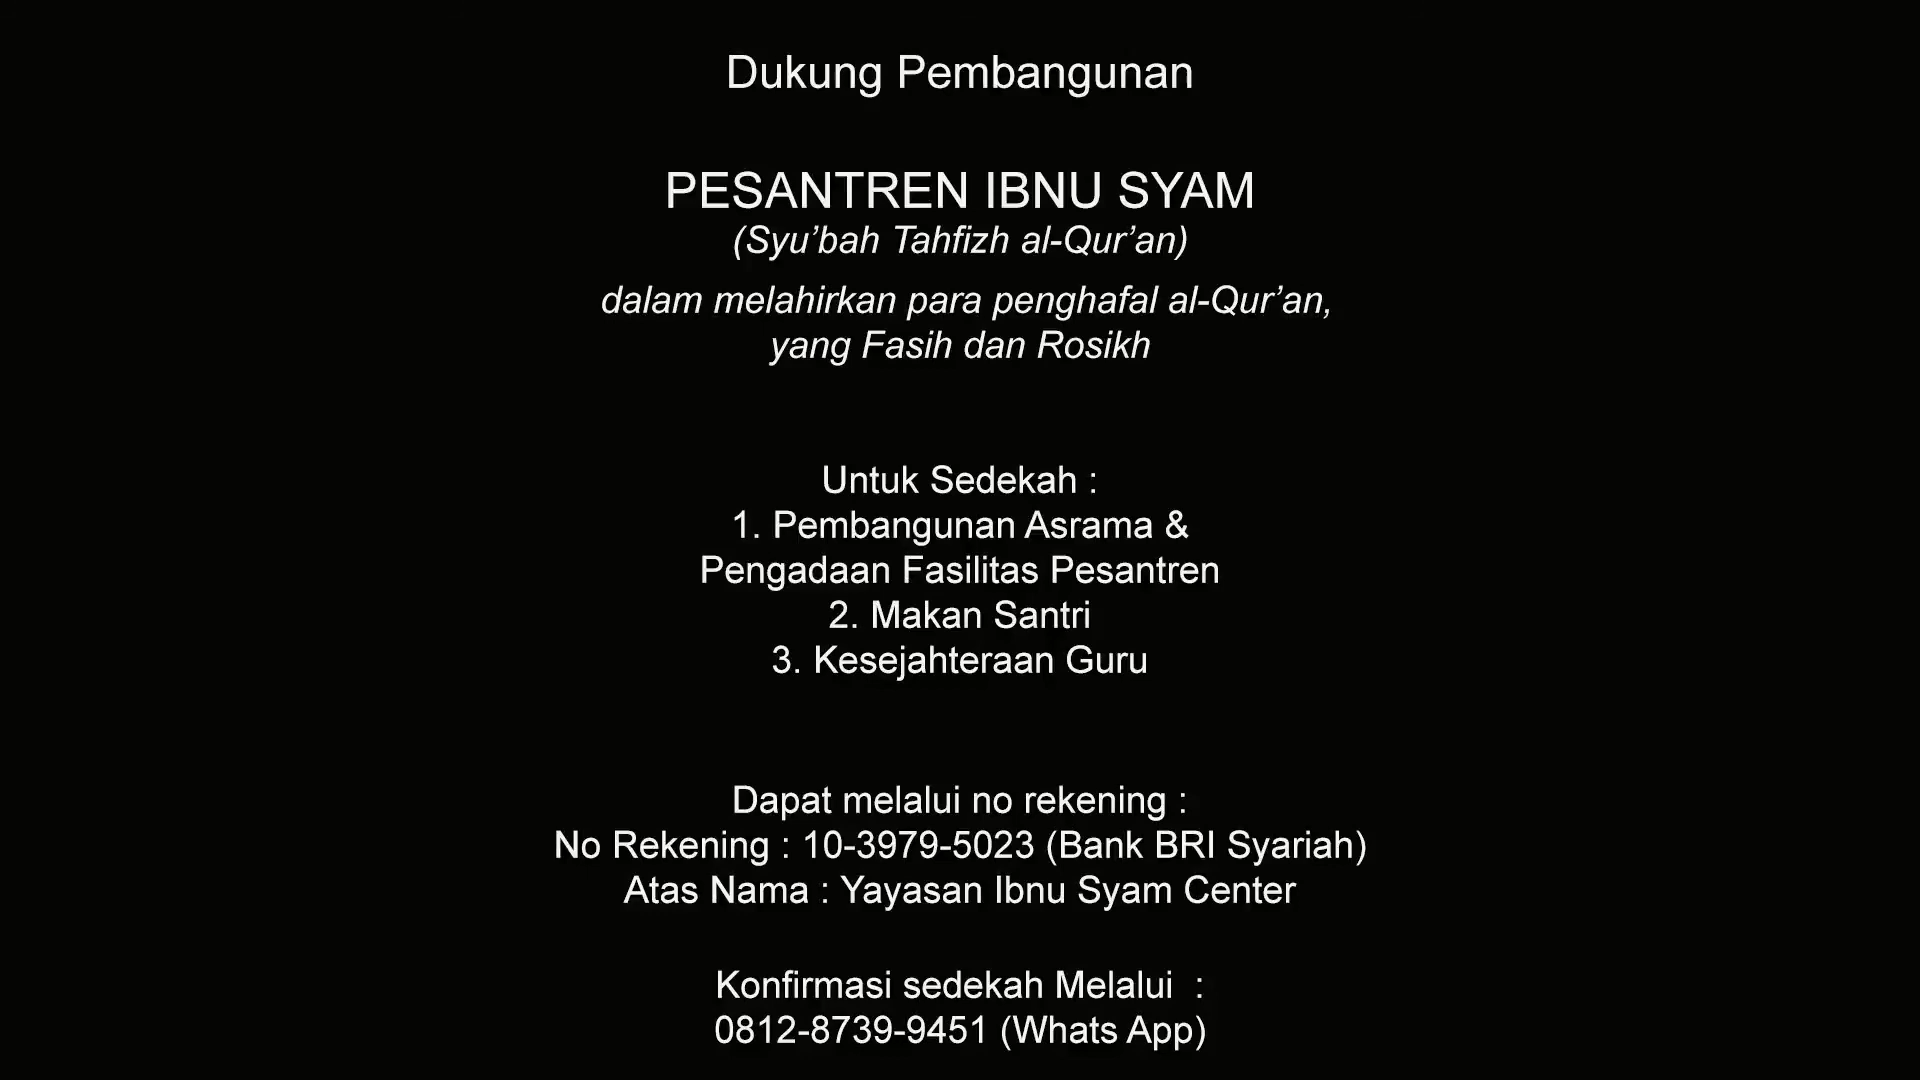 Dukung Pembangunan
PESANTREN IBNU SYAM
(Syu’bah Tahfizh al-Qur’an)
dalam melahirkan para penghafal al-Qur’an,
yang Fasih dan Rosikh
Untuk Sedekah :
1. Pembangunan Asrama &
Pengadaan Fasilitas Pesantren
2. Makan Santri
3. Kesejahteraan Guru
Dapat melalui no rekening :
No Rekening : 10-3979-5023 (Bank BRI Syariah)
Atas Nama : Yayasan Ibnu Syam Center
Konfirmasi sedekah Melalui  :
0812-8739-9451 (Whats App)